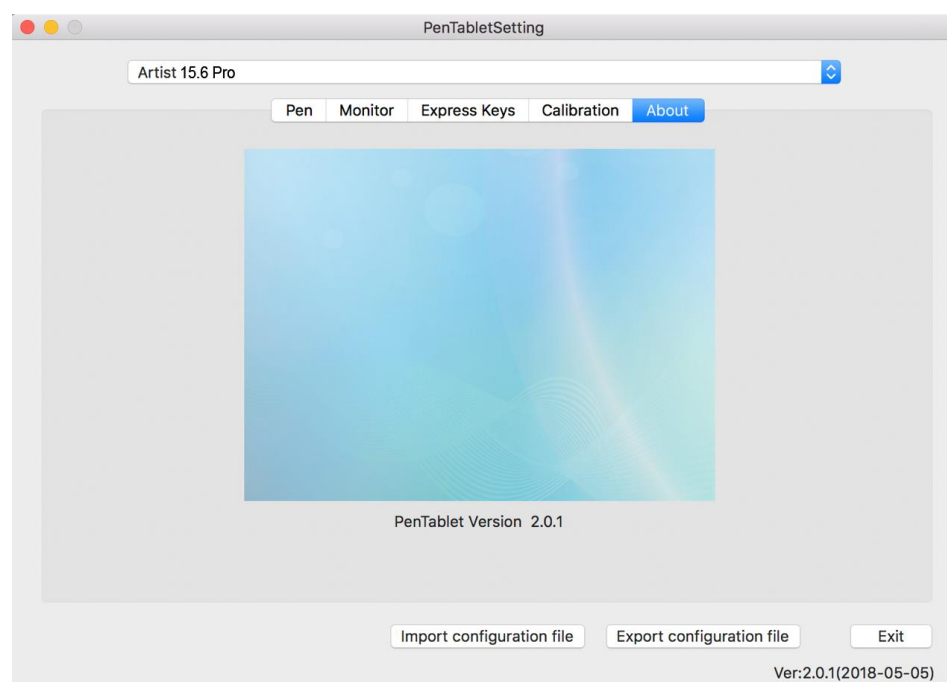 PenTabletSetting
Artist 15.6 Pro
Pen Monitor Express Keys Calibration About
PenTablet Version 2.0.1
Import configuration file Export configuration file Exit
Ver:2.0.1(2018-05-05)